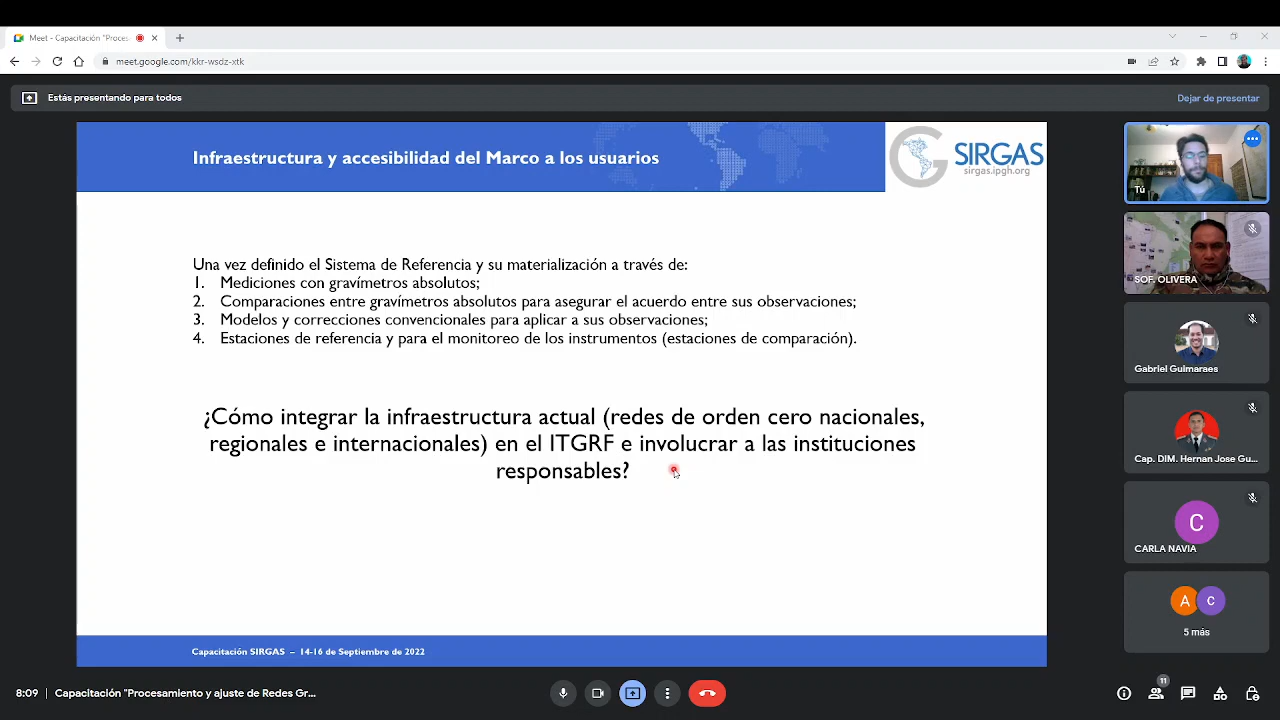 Meet - Capacitación "Proces
meet.google.com/kkr-wsdz-xtk
Estás presentando para todos
Dejar de presentar
Infraestructura y accesibilidad del Marco a los usuarios
SIRGAS
sirgas.ipgh.org
Una vez definido el Sistema de Referencia y su materialización a través de:
1. Mediciones con gravímetros absolutos;
2. Comparaciones entre gravímetros absolutos para asegurar el acuerdo entre sus observaciones;
3. Modelos y correcciones convencionales para aplicar a sus observaciones;
4. Estaciones de referencia y para el monitoreo de los instrumentos (estaciones de comparación).
¿Cómo integrar la infraestructura actual (redes de orden cero nacionales,
regionales e internacionales) en el ITGRF e involucrar a las instituciones
responsables?
Capacitación SIRGAS – 14-16 de Septiembre de 2022
Tú
SOF. OLIVERA
Gabriel Guimaraes
Cap. DIM. Hernan Jose Gu...
C
CARLA NAVIA
A
C
5 más
8:09
Capacitación "Procesamiento y ajuste de Redes Gr...
11